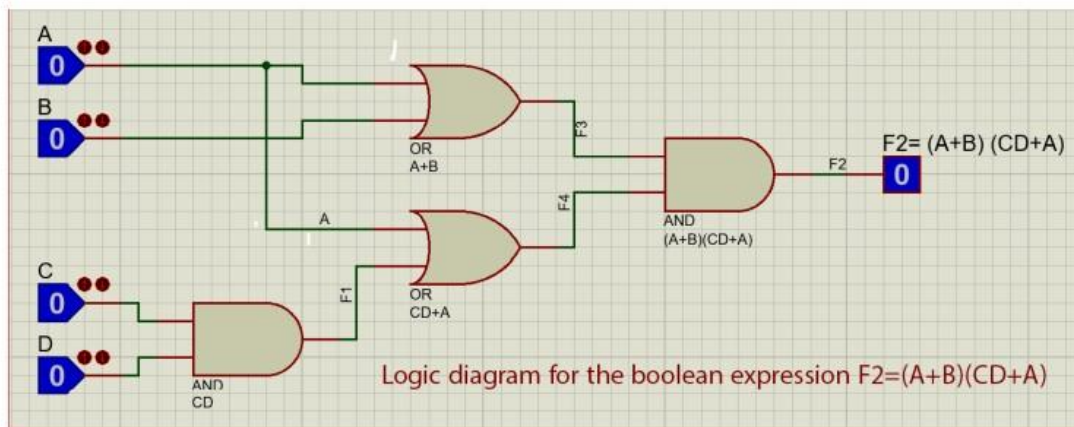 A
0
B
0
OR
A+B
F3
F2= (A+B) (CD+A)
F2
0
AND
(A+B)(CD+A)
F4
A
OR
CD+A
F1
C
0
D
0
AND
CD
Logic diagram for the boolean expression F2=(A+B)(CD+A)